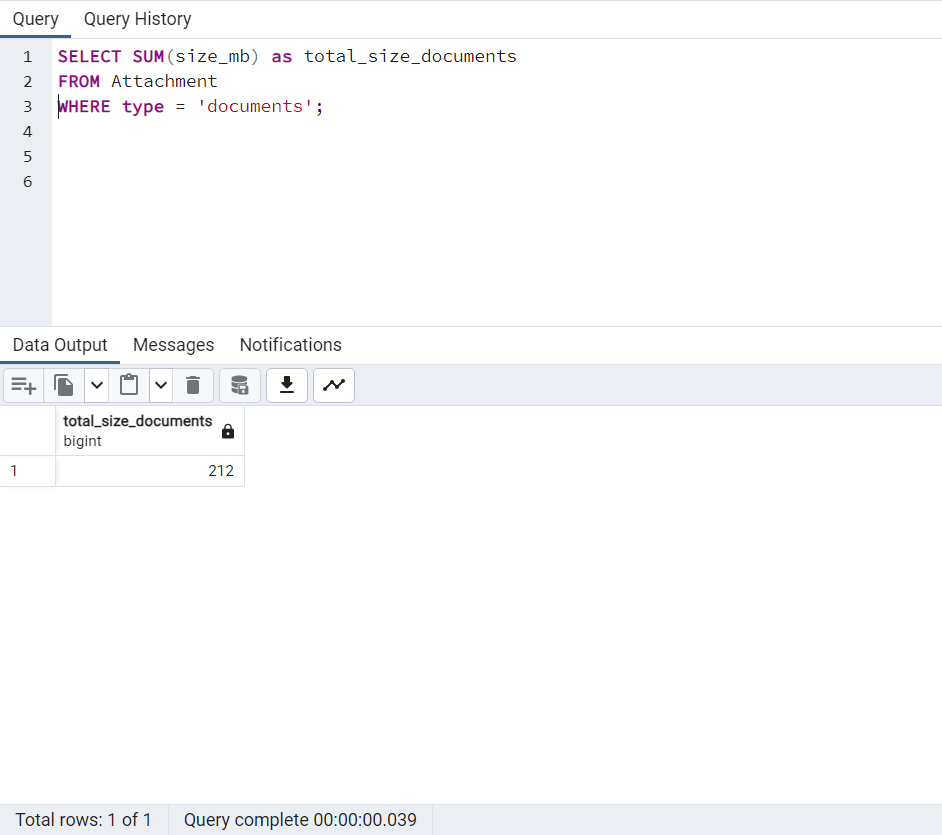 Query Query History
1 SELECT SUM(size_mb) as total_size_documents
2 FROM Attachment
3 WHERE type = 'documents';
4
5
6
Data Output Messages Notifications
total_size_documents
bigint
1 212
Total rows: 1 of 1 Query complete 00:00:00.039